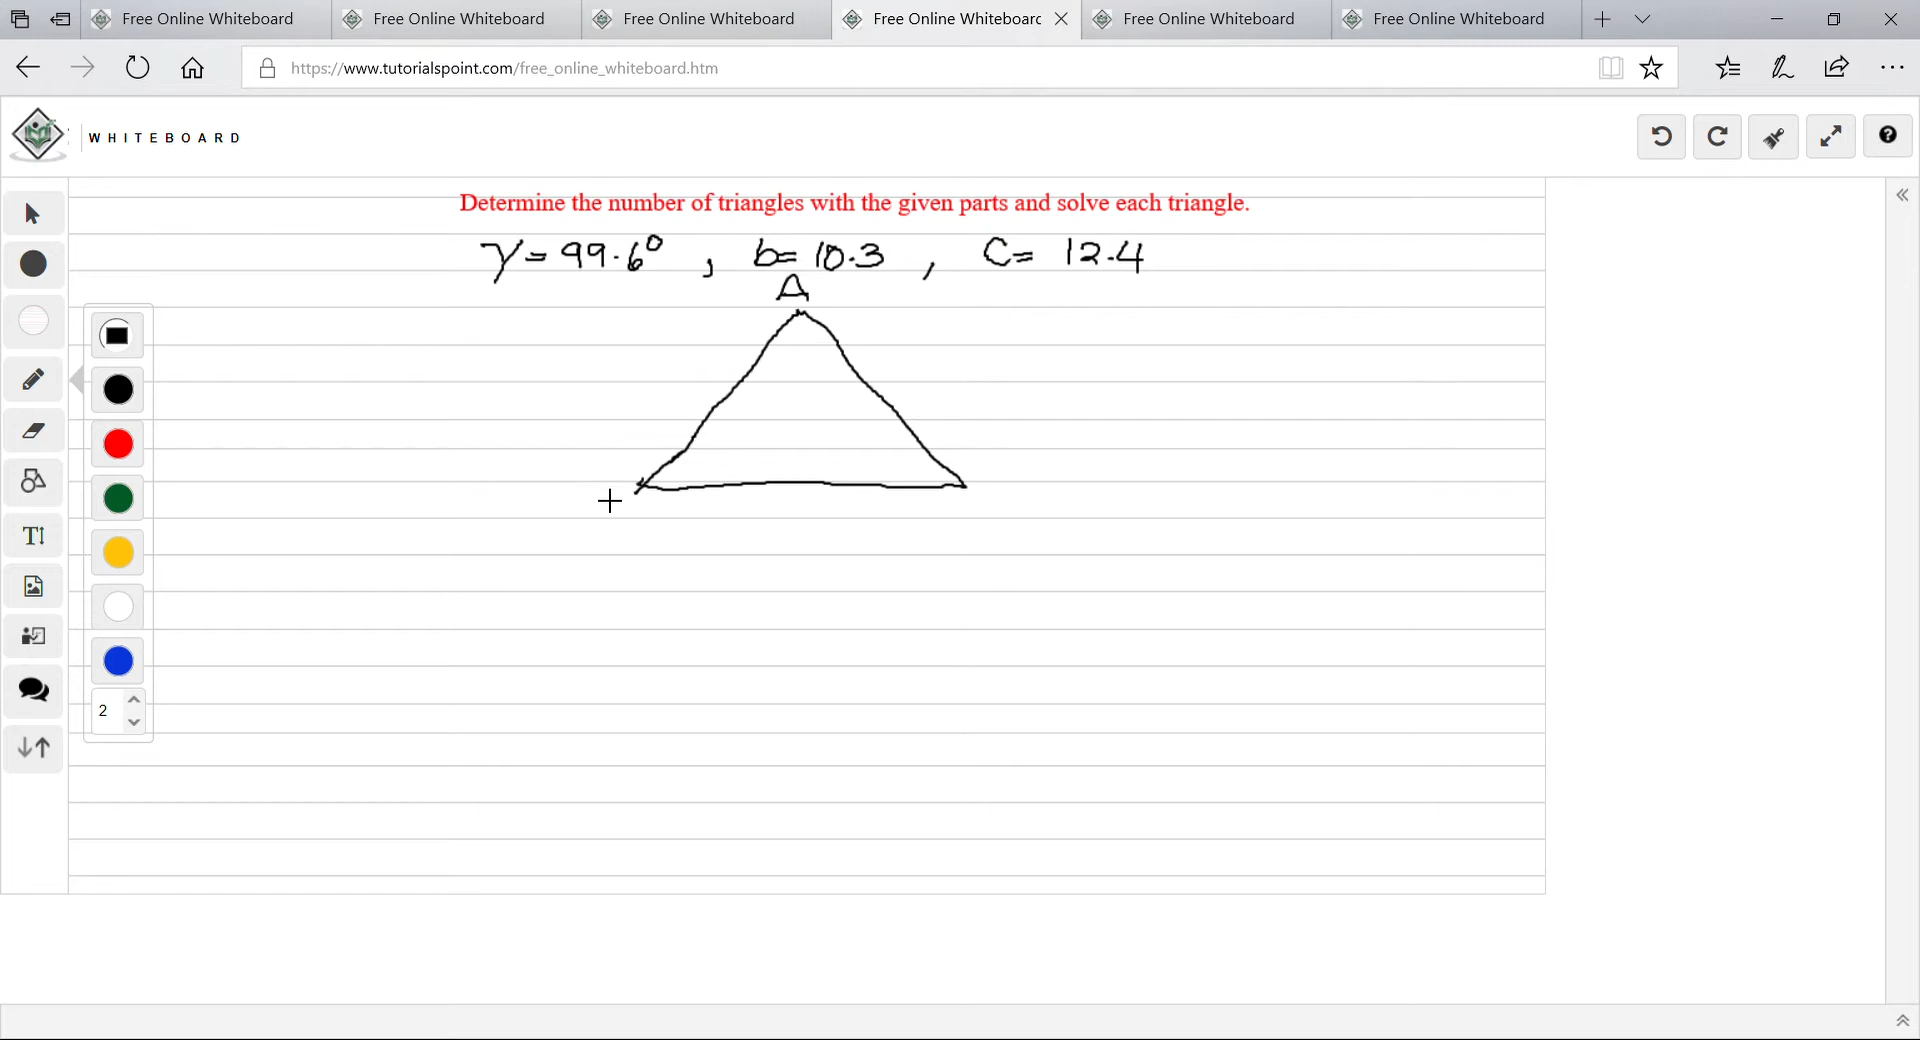 Free Online Whiteboard Free Online Whiteboard Free Online Whiteboard Free Online Whiteboarc Free Online Whiteboard Free Online Whiteboard
https://www.tutorialspoint.com/free_online_whiteboard.htm
WHITEBOARD
Determine the number of triangles with the given parts and solve each triangle.
γ = 99.6° , b = 10.3 , C = 12.4
A
T
2